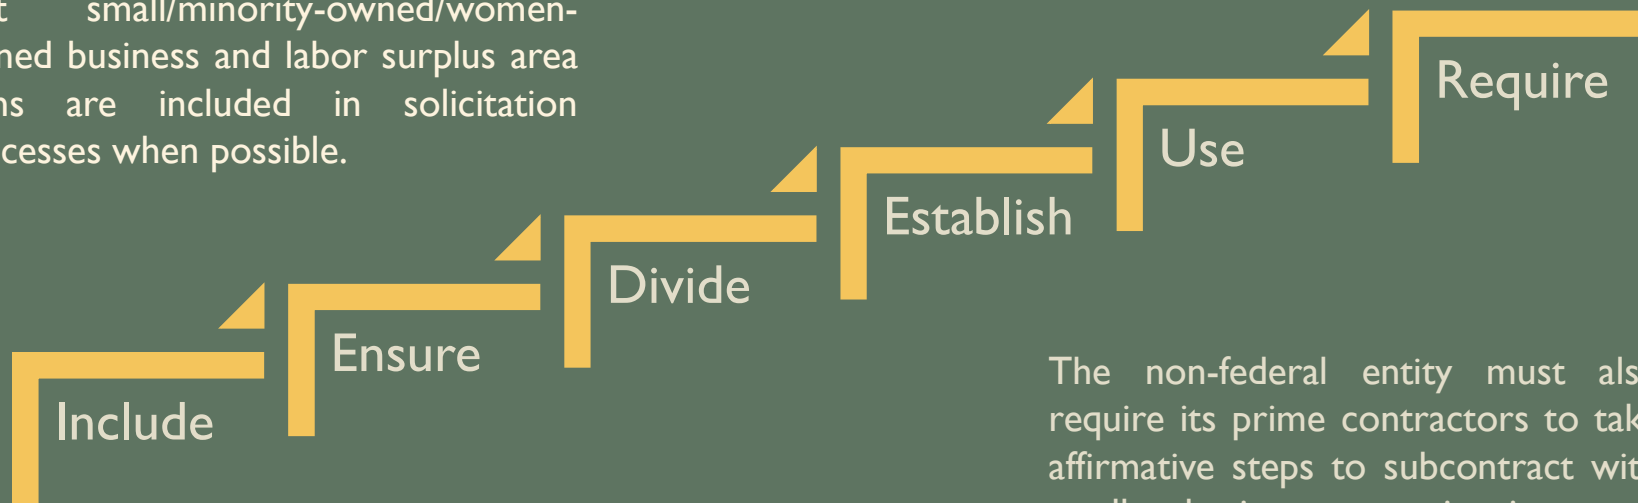 t small/minority-owned/women-
ned business and labor surplus area
ns are included in solicitation
cesses when possible.
Require
Use
Establish
Divide
Ensure
Include
The non-federal entity must als
require its prime contractors to tak
affirmative steps to subcontract wit